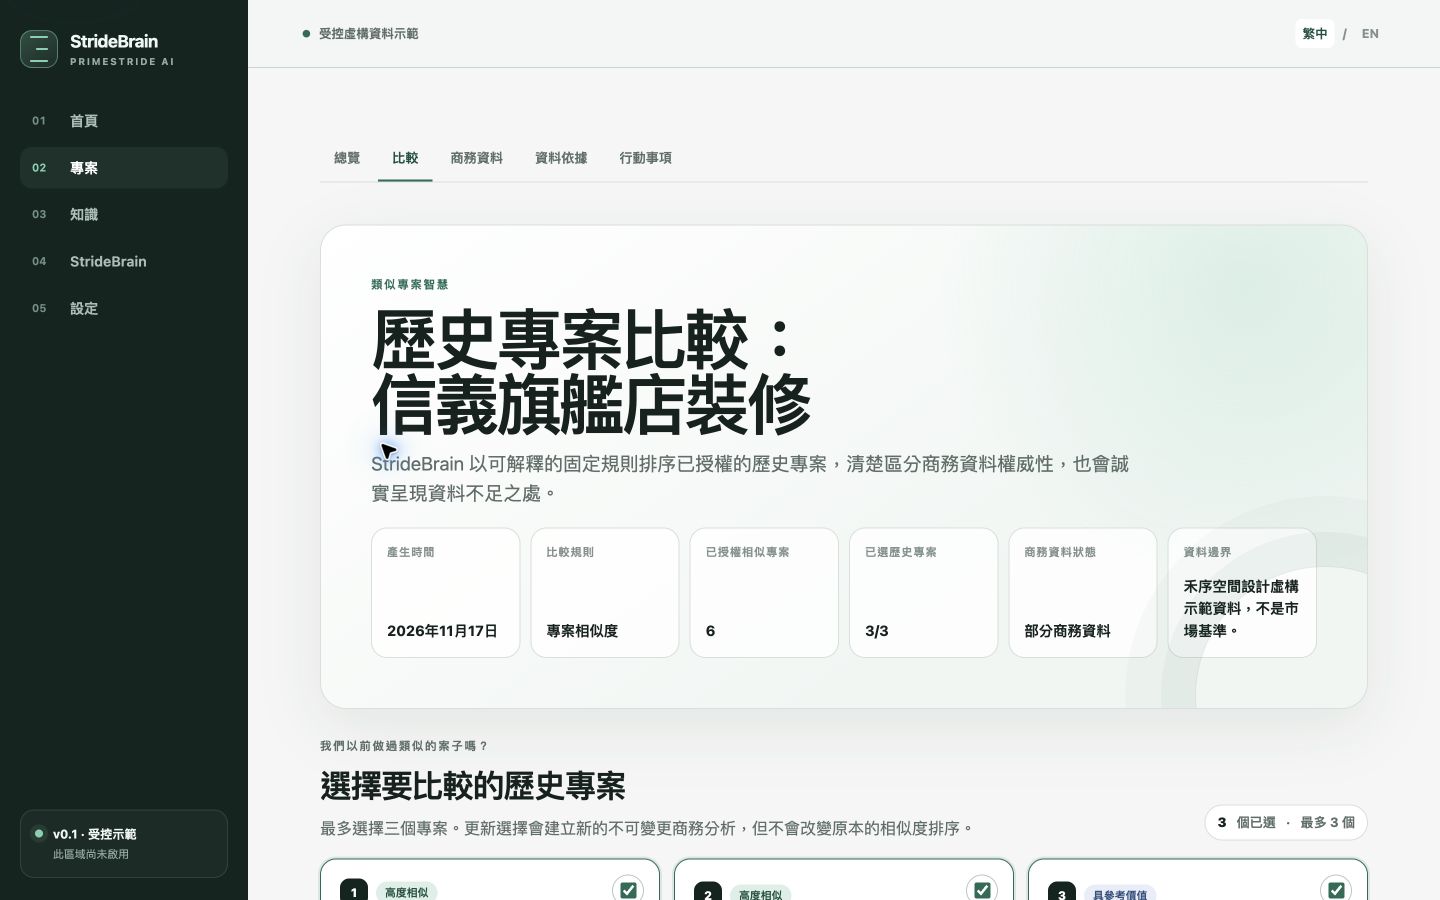 StrideBrain
PRIMESTRIDE AI
01 首頁
02 專案
03 知識
04 StrideBrain
05 設定
v0.1 · 受控示範
此區域尚未啟用
受控虛構資料示範
繁中 / EN
總覽 比較 商務資料 資料依據 行動事項
類似專案智慧
歷史專案比較：
信義旗艦店裝修
StrideBrain 以可解釋的固定規則排序已授權的歷史專案，清楚區分商務資料權威性，也會誠
實呈現資料不足之處。
產生時間
2026年11月17日
比較規則
專案相似度
已授權相似專案
6
已選歷史專案
3/3
商務資料狀態
部分商務資料
資料邊界
禾序空間設計虛構
示範資料，不是市
場基準。
我們以前做過類似的案子嗎？
選擇要比較的歷史專案
最多選擇三個專案。更新選擇會建立新的不可變更商務分析，但不會改變原本的相似度排序。
3 個已選 · 最多 3 個
1 高度相似
2 高度相似
3 具參考價值